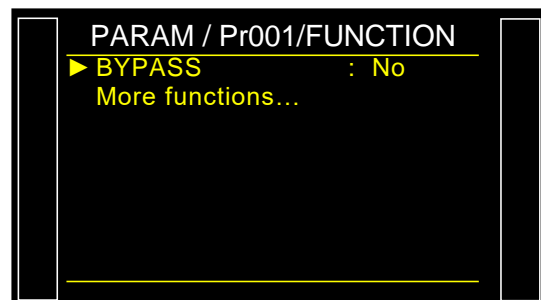 PARAM / Pr001/FUNCTION
► BYPASS : No
More functions…